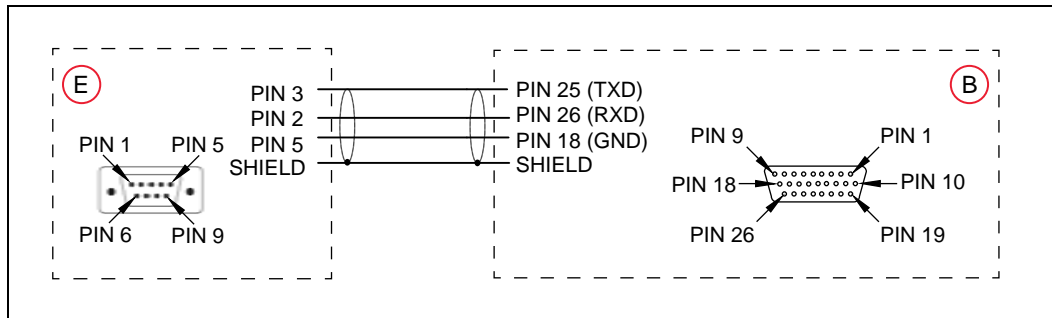 E
PIN 3
PIN 2
PIN 5
SHIELD
PIN 1
PIN 5
PIN 6
PIN 9
PIN 25 (TXD)
PIN 26 (RXD)
PIN 18 (GND)
SHIELD
B
PIN 9
PIN 1
PIN 18
PIN 10
PIN 26
PIN 19